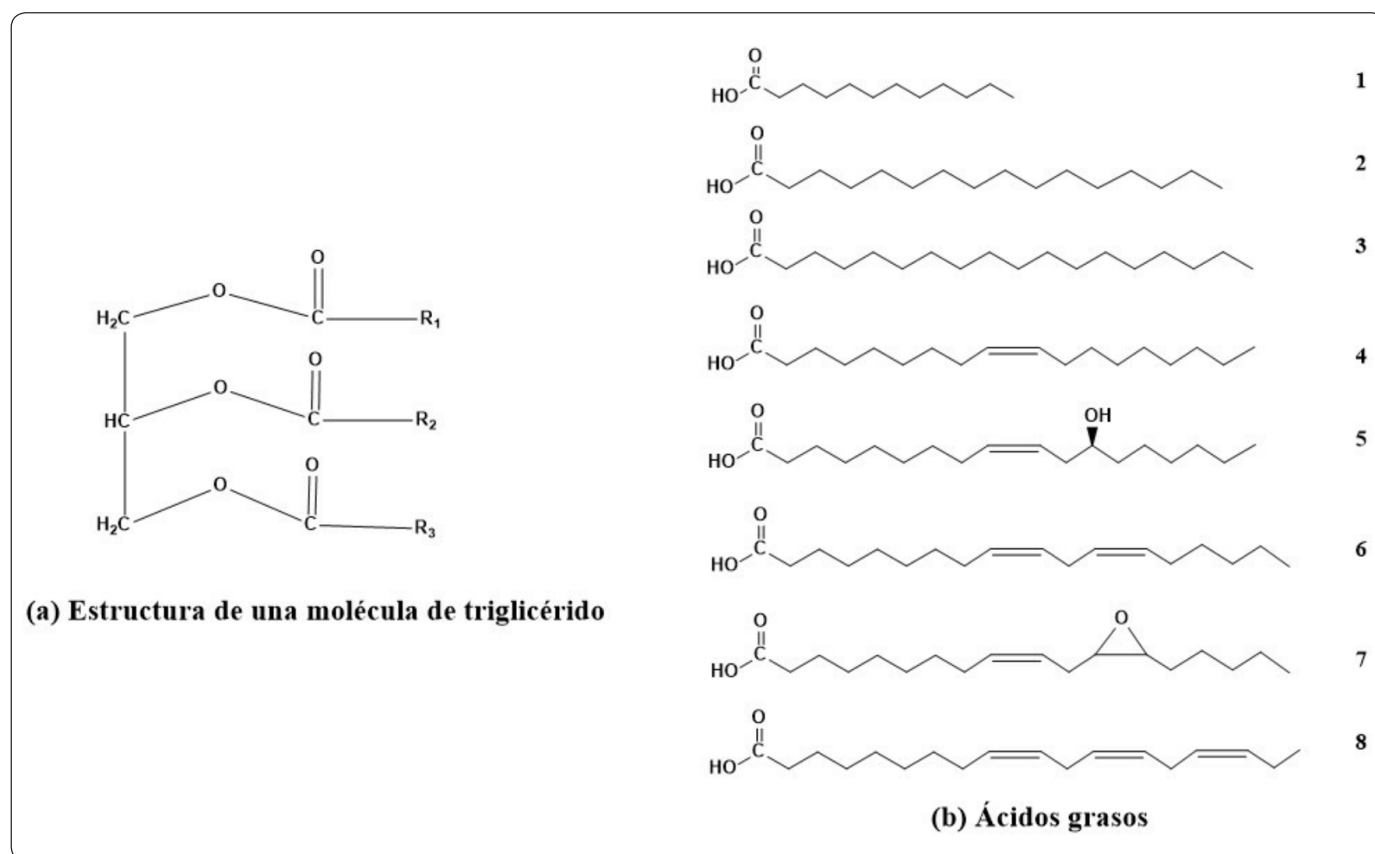 O
H₂C O C R₁
O
HC O C R₂
O
H₂C O C R₃
(a) Estructura de una molécula de triglicérido
O
C
HO 1
O
C
HO 2
O
C
HO 3
O
C
HO 4
O OH
C
HO 5
O
C
HO 6
O O
C
HO 7
O
C
HO 8
(b) Ácidos grasos